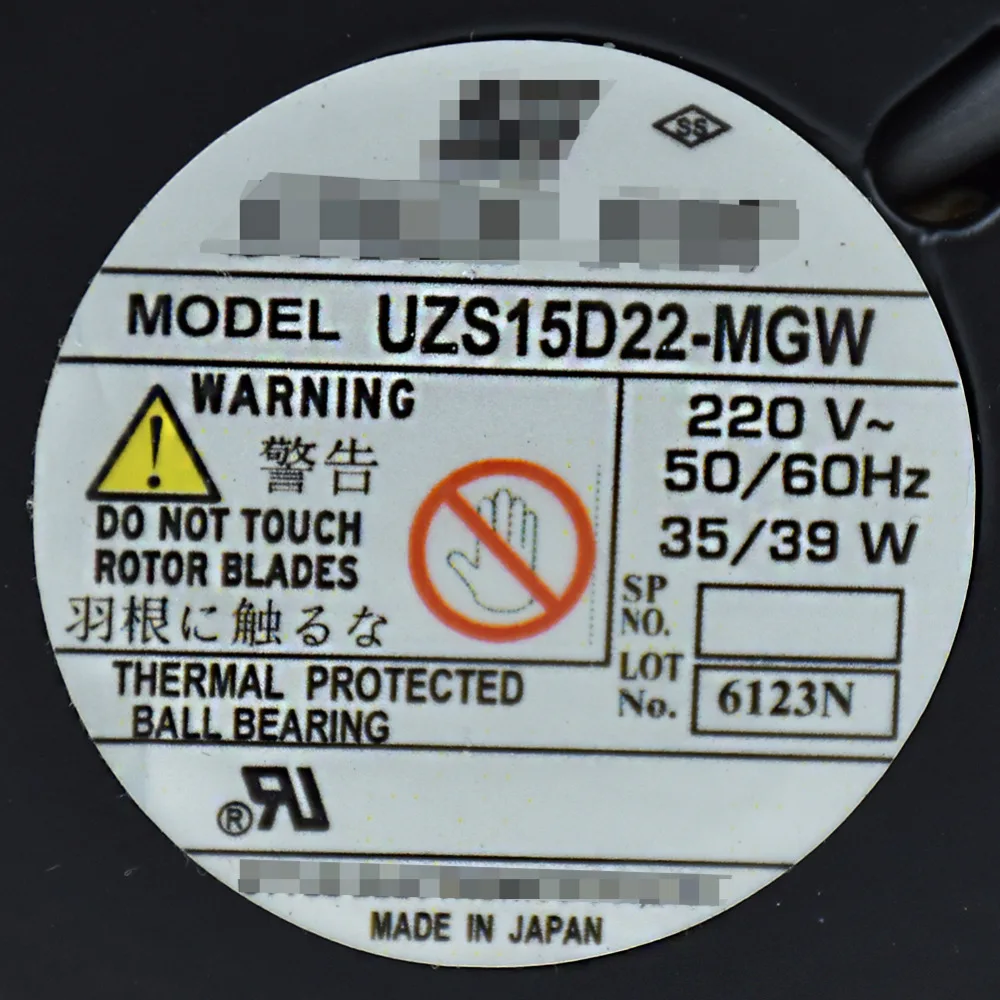 SS
MODEL UZS15D22-MGW
WARNING
警告
DO NOT TOUCH
ROTOR BLADES
羽根に触るな
220 V~
50/60Hz
35/39 W
SP
NO.
LOT
No. 6123N
THERMAL PROTECTED
BALL BEARING
®
MADE IN JAPAN